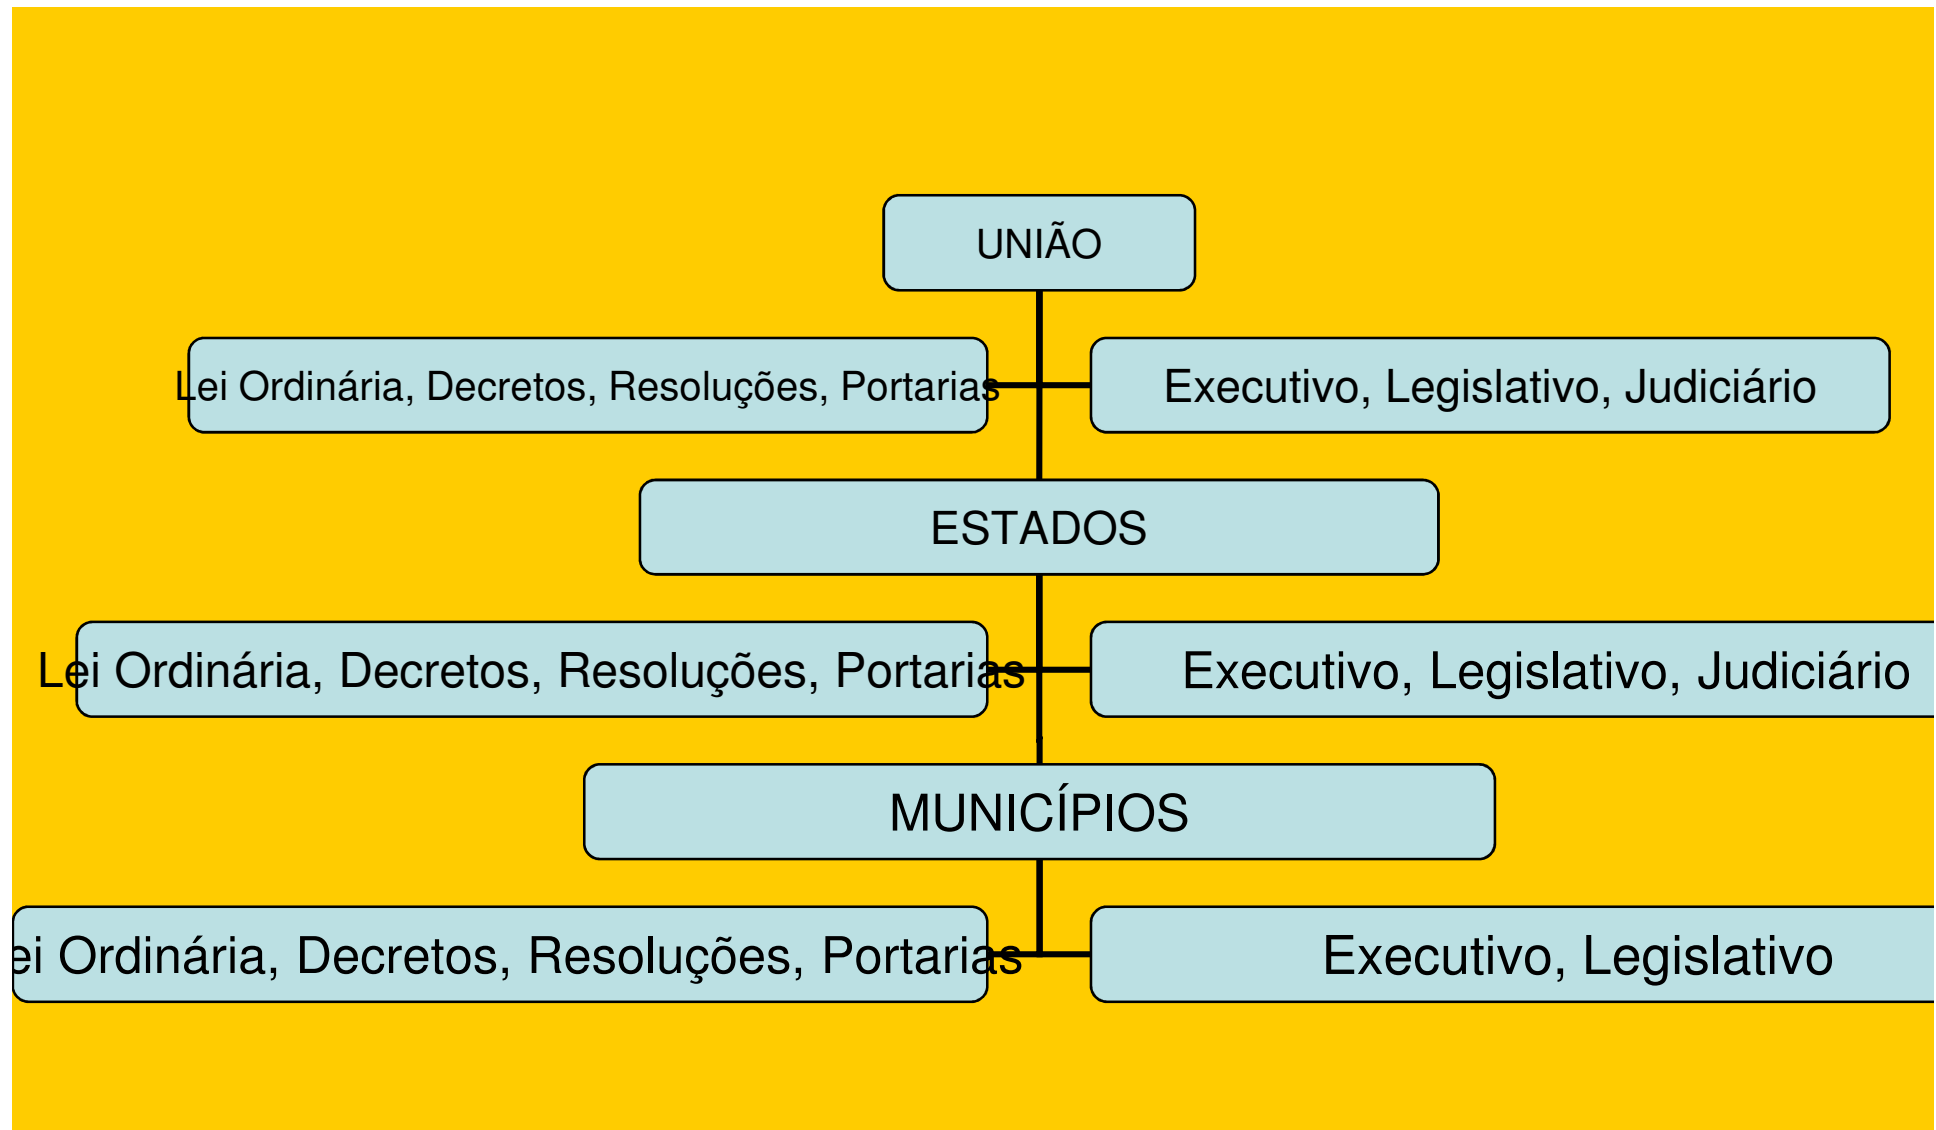 UNIÃO
Lei Ordinária, Decretos, Resoluções, Portarias
Executivo, Legislativo, Judiciário
ESTADOS
Lei Ordinária, Decretos, Resoluções, Portarias
Executivo, Legislativo, Judiciário
MUNICÍPIOS
ei Ordinária, Decretos, Resoluções, Portarias
Executivo, Legislativo